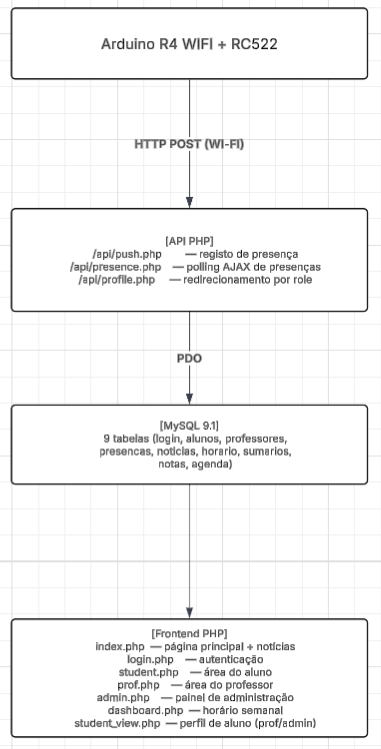 Arduino R4 WIFI + RC522
HTTP POST (WI-FI)
[API PHP]
/api/push.php — registo de presença
/api/presence.php — polling AJAX de presenças
/api/profile.php — redirecionamento por role
PDO
[MySQL 9.1]
9 tabelas (login, alunos, professores,
presencas, noticias, horario, sumarios,
notas, agenda)
[Frontend PHP]
index.php — página principal + notícias
login.php — autenticação
student.php — área do aluno
prof.php — área do professor
admin.php — painel de administração
dashboard.php — horário semanal
student_view.php — perfil de aluno (prof/admin)